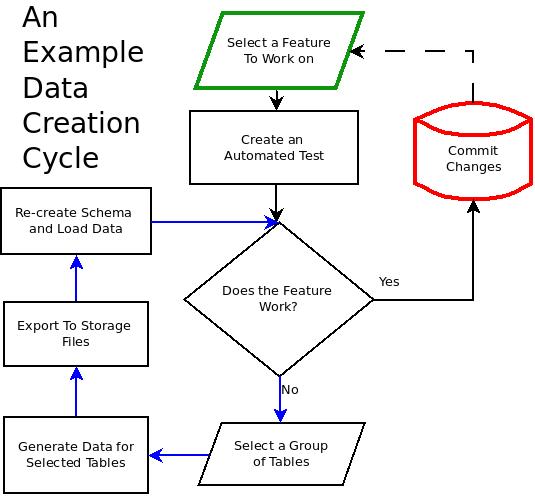 An
Example
Data
Creation
Cycle
Select a Feature
To Work on
Create an
Automated Test
Commit
Changes
Re-create Schema
and Load Data
Does the Feature
Work?
Yes
Export To Storage
Files
No
Generate Data for
Selected Tables
Select a Group
of Tables